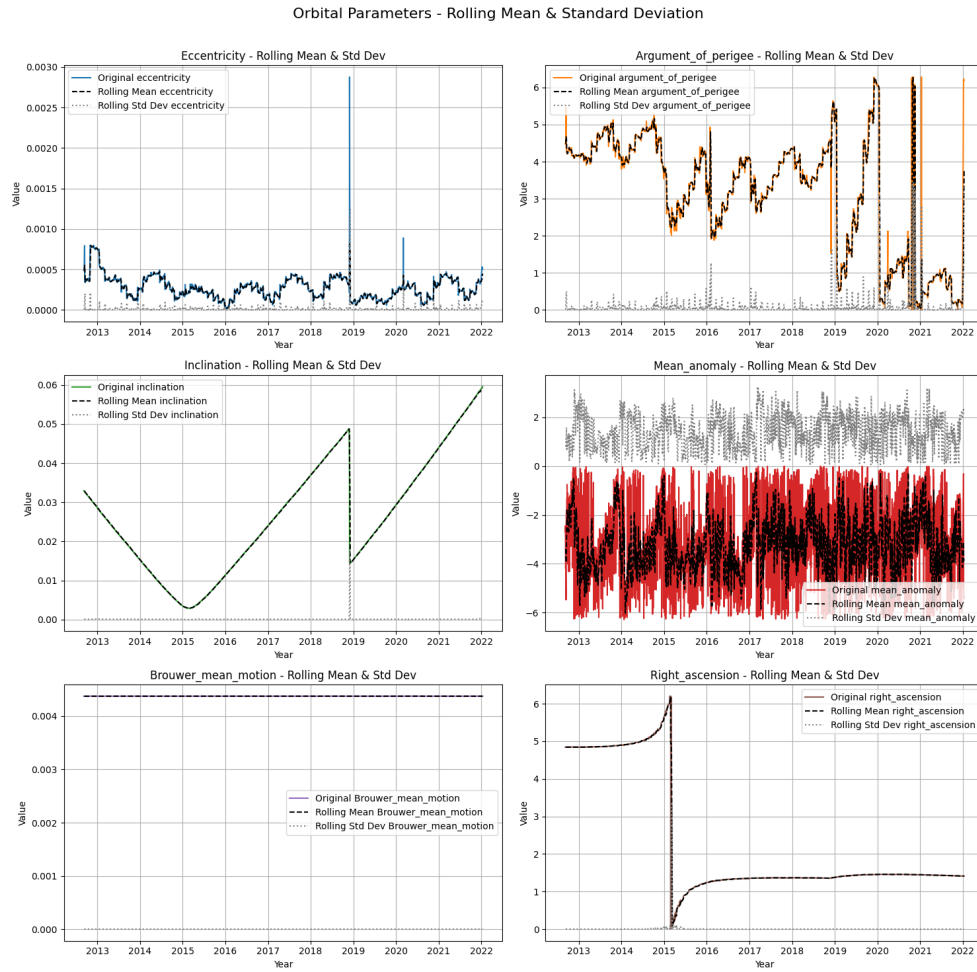 Orbital Parameters - Rolling Mean & Standard Deviation
Eccentricity - Rolling Mean & Std Dev
Original eccentricity
Rolling Mean eccentricity
Rolling Std Dev eccentricity
0.0030
0.0025
0.0020
0.0015
0.0010
0.0005
0.0000
Value
2013 2014 2015 2016 2017 2018 2019 2020 2021 2022
Year
Argument_of_perigee - Rolling Mean & Std Dev
Original argument_of_perigee
Rolling Mean argument_of_perigee
Rolling Std Dev argument_of_perigee
6
5
4
3
2
1
0
Value
2013 2014 2015 2016 2017 2018 2019 2020 2021 2022
Year
Inclination - Rolling Mean & Std Dev
Original inclination
Rolling Mean inclination
Rolling Std Dev inclination
0.06
0.05
0.04
0.03
0.02
0.01
0.00
Value
2013 2014 2015 2016 2017 2018 2019 2020 2021 2022
Year
Mean_anomaly - Rolling Mean & Std Dev
2
0
−2
−4
−6
Value
Original mean_anomaly
Rolling Mean mean_anomaly
Rolling Std Dev mean_anomaly
2013 2014 2015 2016 2017 2018 2019 2020 2021 2022
Year
Brouwer_mean_motion - Rolling Mean & Std Dev
0.004
0.003
0.002
0.001
0.000
Value
Original Brouwer_mean_motion
Rolling Mean Brouwer_mean_motion
Rolling Std Dev Brouwer_mean_motion
2013 2014 2015 2016 2017 2018 2019 2020 2021 2022
Year
Right_ascension - Rolling Mean & Std Dev
Original right_ascension
Rolling Mean right_ascension
Rolling Std Dev right_ascension
6
5
4
3
2
1
0
Value
2013 2014 2015 2016 2017 2018 2019 2020 2021 2022
Year